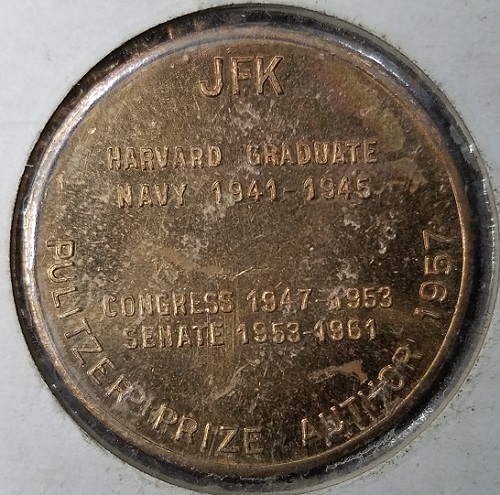 JFK
HARVARD GRADUATE
NAVY 1941-1945
CONGRESS 1947-1953
SENATE 1953-1961
PULITZER PRIZE AUTHOR 1957